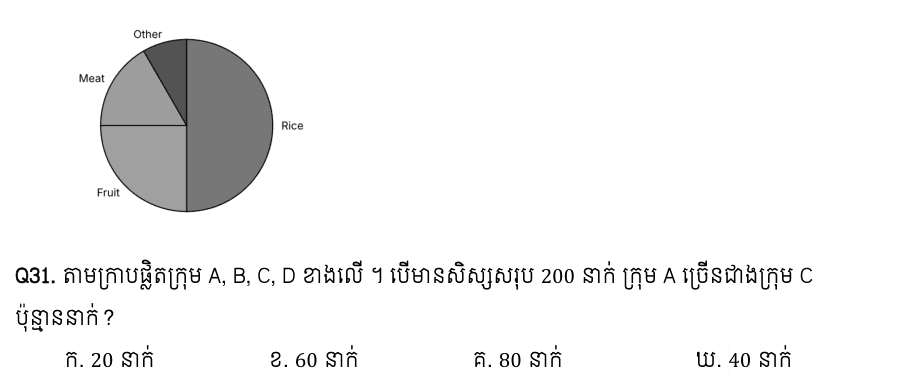 Other
Meat
Rice
Fruit
Q31. តាមក្រាបផ្លិតក្រុម A, B, C, D ខាងលើ ។ បើមានសិស្សសរុប 200 នាក់ ក្រុម A ច្រើនជាងក្រុម C
ប៉ុន្មាននាក់ ?
ក. 20 នាក់ ខ. 60 នាក់ គ. 80 នាក់ ឃ. 40 នាក់